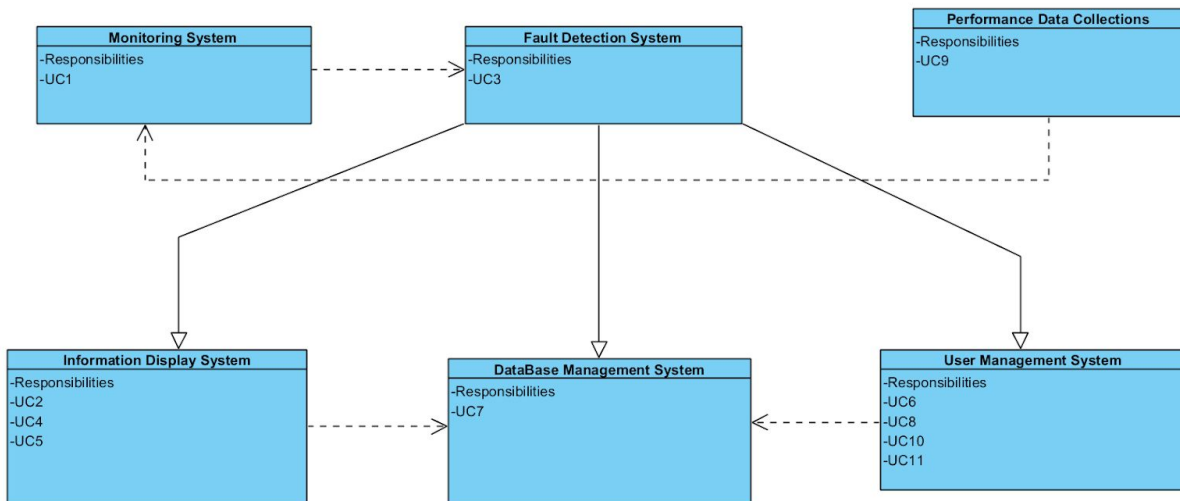 Monitoring System
-Responsibilities
-UC1
Fault Detection System
-Responsibilities
-UC3
Performance Data Collections
-Responsibilities
-UC9
Information Display System
-Responsibilities
-UC2
-UC4
-UC5
DataBase Management System
-Responsibilities
-UC7
User Management System
-Responsibilities
-UC6
-UC8
-UC10
-UC11